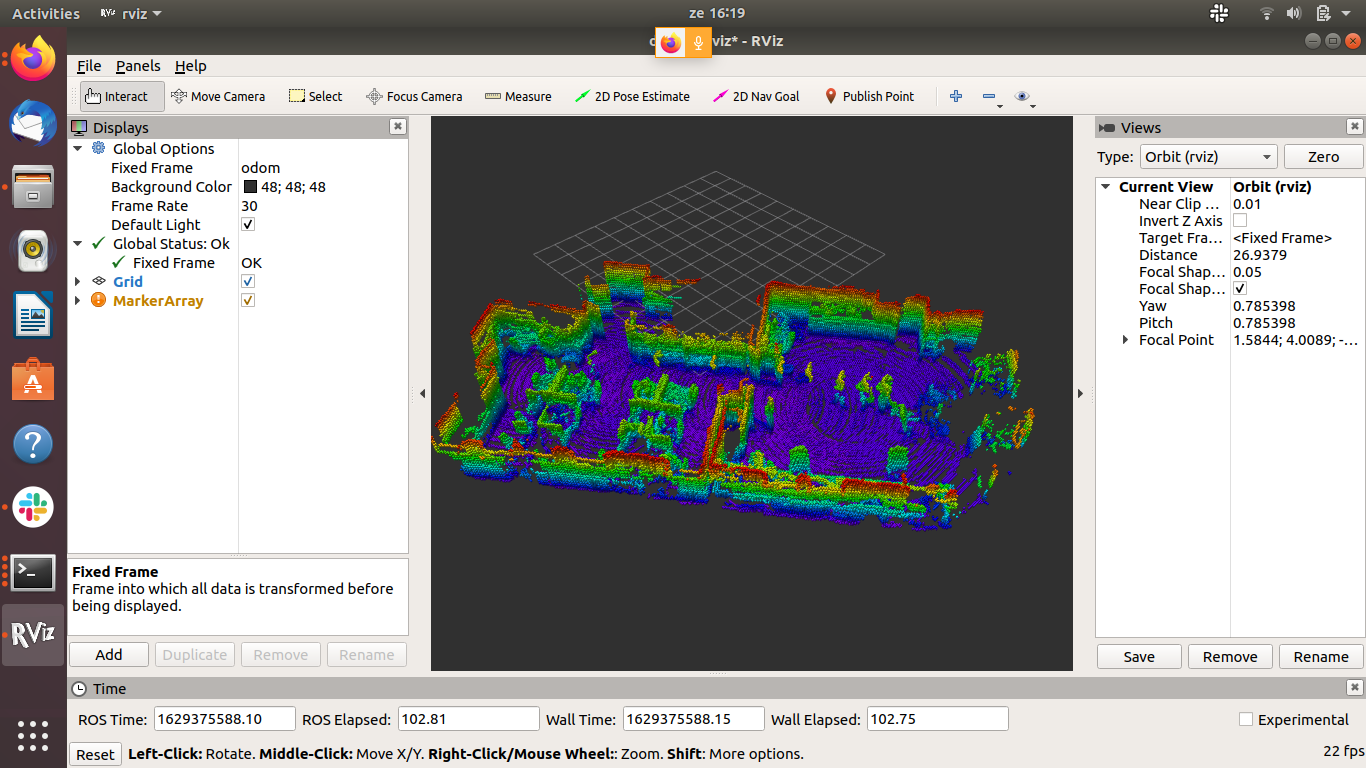 Activities rviz ze 16:19
viz* - RViz
File Panels Help
Interact Move Camera Select Focus Camera Measure 2D Pose Estimate 2D Nav Goal Publish Point
Displays
Global Options
Fixed Frame odom
Background Color 48; 48; 48
Frame Rate 30
Default Light
Global Status: Ok
Fixed Frame OK
Grid
MarkerArray
Fixed Frame
Frame into which all data is transformed before
being displayed.
Add Duplicate Remove Rename
Views
Type: Orbit (rviz) Zero
Current View Orbit (rviz)
Near Clip ... 0.01
Invert Z Axis
Target Fra... <Fixed Frame>
Distance 26.9379
Focal Shap... 0.05
Focal Shap...
Yaw 0.785398
Pitch 0.785398
Focal Point 1.5844; 4.0089; -...
Save Remove Rename
RViz
Time
ROS Time: 1629375588.10 ROS Elapsed: 102.81 Wall Time: 1629375588.15 Wall Elapsed: 102.75 Experimental
Reset Left-Click: Rotate. Middle-Click: Move X/Y. Right-Click/Mouse Wheel:: Zoom. Shift: More options. 22 fps